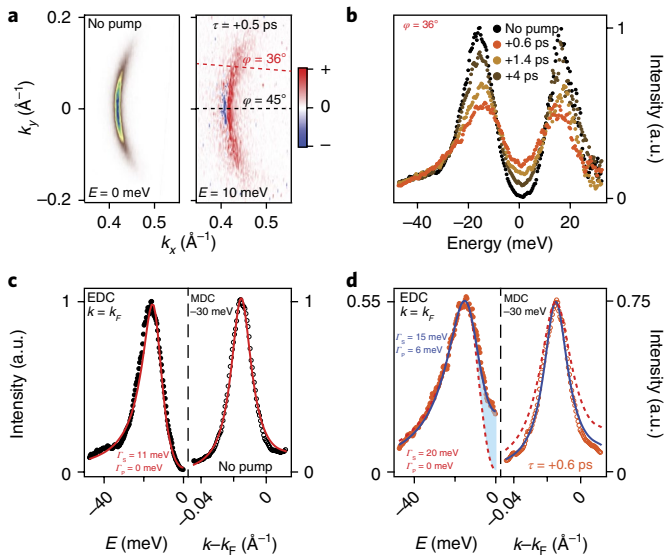 a
No pump
τ = +0.5 ps
φ = 36°
φ = 45°
E = 0 meV
E = 10 meV
0.2
0
−0.2
k_y (Å⁻¹)
0.4
0.5
0.4
0.5
k_x (Å⁻¹)
+
0
−
b
φ = 36°
No pump
+0.6 ps
+1.4 ps
+4 ps
1
0
Intensity (a.u.)
−40
−20
0
20
Energy (meV)
c
EDC
k = k_F
MDC
−30 meV
1
0
1
0
Intensity (a.u.)
Γ_S = 11 meV
Γ_P = 0 meV
No pump
−40
0
−0.04
0
E (meV)
k–k_F (Å⁻¹)
d
EDC
k = k_F
MDC
−30 meV
0.55
0
0.75
0
Intensity (a.u.)
Γ_S = 15 meV
Γ_P = 6 meV
Γ_S = 20 meV
Γ_P = 0 meV
τ = +0.6 ps
−40
0
−0.04
0
E (meV)
k–k_F (Å⁻¹)